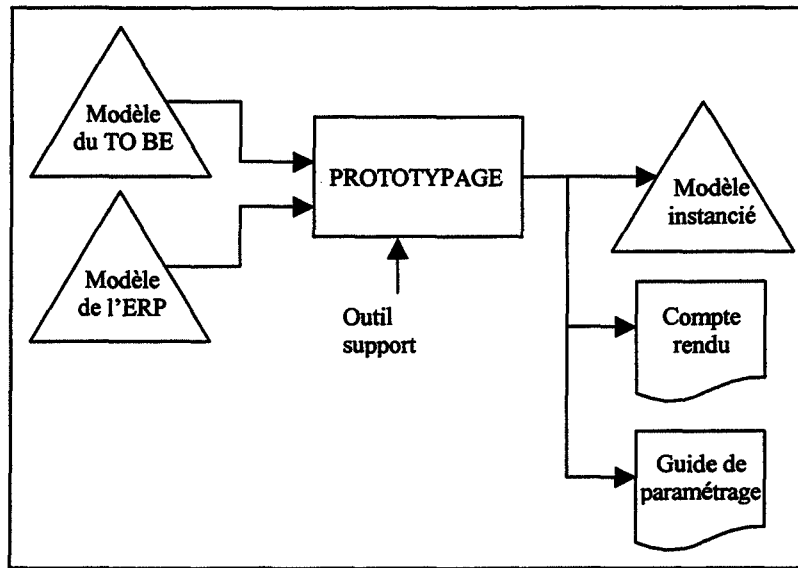 Modèle
du TO BE
Modèle
de l'ERP
PROTOTYPAGE
Outil
support
Modèle
instancié
Compte
rendu
Guide de
paramétrage